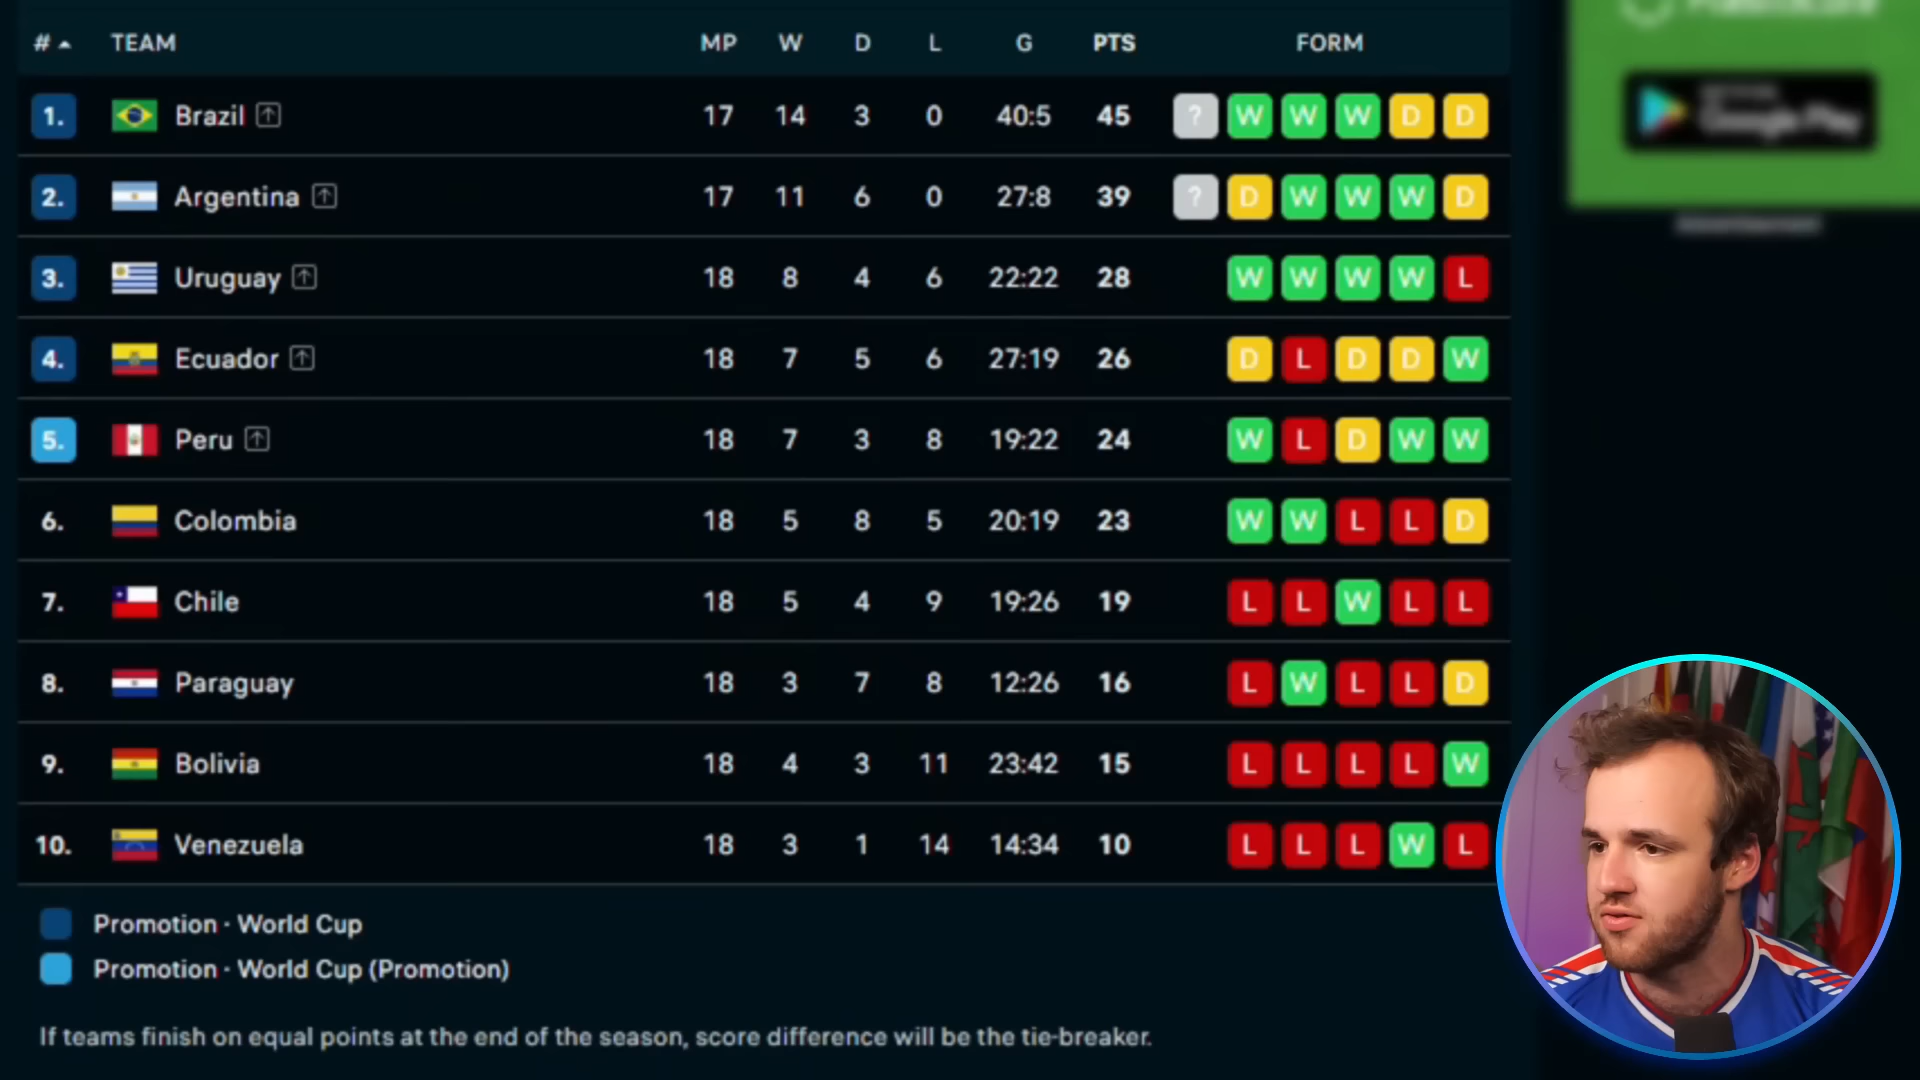 # TEAM MP W D L G PTS FORM
1. Brazil 17 14 3 0 40:5 45 ? W W W D D
2. Argentina 17 11 6 0 27:8 39 ? D W W W D
3. Uruguay 18 8 4 6 22:22 28 W W W W L
4. Ecuador 18 7 5 6 27:19 26 D L D D W
5. Peru 18 7 3 8 19:22 24 W L D W W
6. Colombia 18 5 8 5 20:19 23 W W L L D
7. Chile 18 5 4 9 19:26 19 L L W L L
8. Paraguay 18 3 7 8 12:26 16 L W L L D
9. Bolivia 18 4 3 11 23:42 15 L L L L W
10. Venezuela 18 3 1 14 14:34 10 L L L W L
Promotion · World Cup
Promotion · World Cup (Promotion)
If teams finish on equal points at the end of the season, score difference will be the tie-breaker.
Google Play